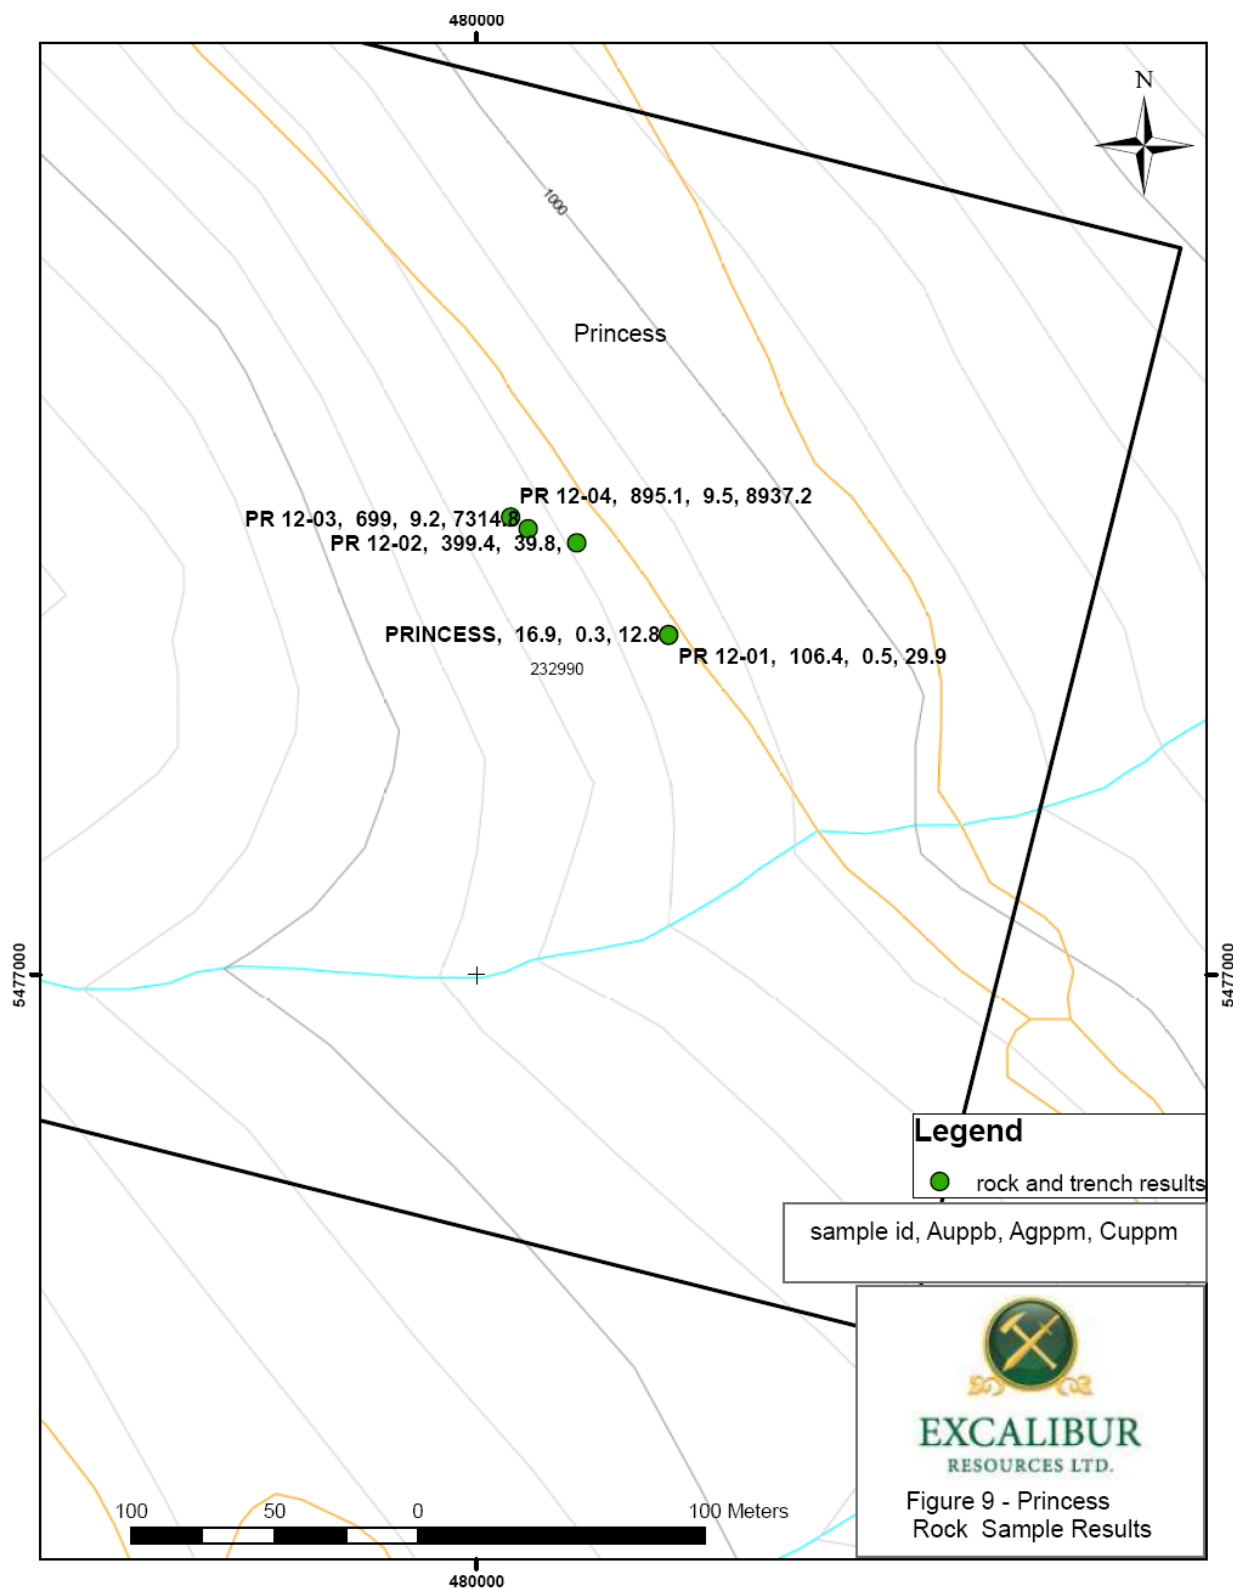 480000
N
1000
Princess
PR 12-04, 895.1, 9.5, 8937.2
PR 12-03, 699, 9.2, 7314.8
PR 12-02, 399.4, 39.8,
PRINCESS, 16.9, 0.3, 12.8
PR 12-01, 106.4, 0.5, 29.9
232990
5477000
5477000
Legend
rock and trench results
sample id, Auppb, Agppm, Cuppm
EXCALIBUR
RESOURCES LTD.
Figure 9 - Princess
Rock Sample Results
100 50 0 100 Meters
480000